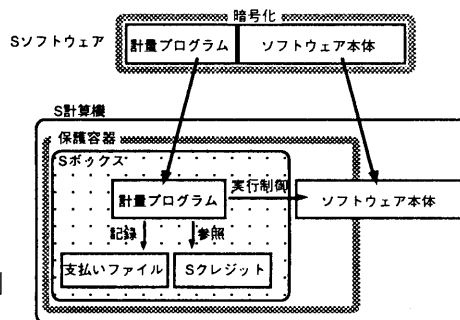 暗号化
Sソフトウェア
計量プログラム
ソフトウェア本体
S計算機
保護容器
Sボックス
計量プログラム
実行制御
ソフトウェア本体
記録
参照
支払いファイル
Sクレジット